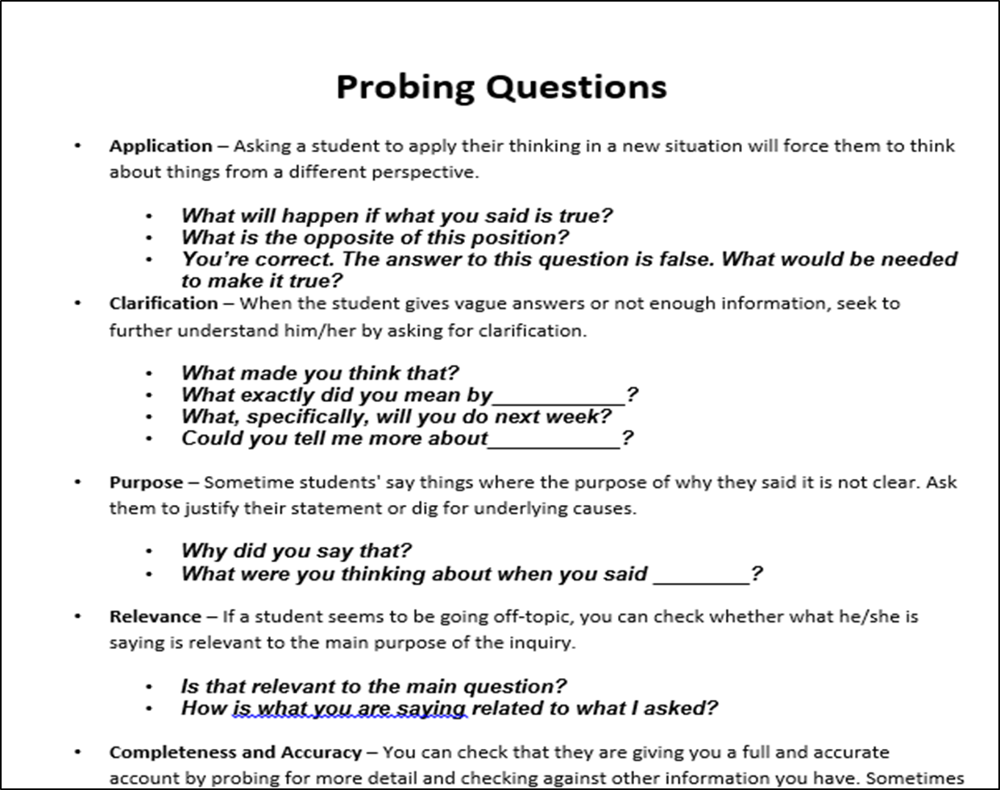 Probing Questions
• Application – Asking a student to apply their thinking in a new situation will force them to think
about things from a different perspective.
• What will happen if what you said is true?
• What is the opposite of this position?
• You're correct. The answer to this question is false. What would be needed
to make it true?
• Clarification – When the student gives vague answers or not enough information, seek to
further understand him/her by asking for clarification.
• What made you think that?
• What exactly did you mean by____________?
• What, specifically, will you do next week?
• Could you tell me more about____________?
• Purpose – Sometime students' say things where the purpose of why they said it is not clear. Ask
them to justify their statement or dig for underlying causes.
• Why did you say that?
• What were you thinking about when you said _________?
• Relevance – If a student seems to be going off-topic, you can check whether what he/she is
saying is relevant to the main purpose of the inquiry.
• Is that relevant to the main question?
• How is what you are saying related to what I asked?
• Completeness and Accuracy – You can check that they are giving you a full and accurate
account by probing for more detail and checking against other information you have. Sometimes